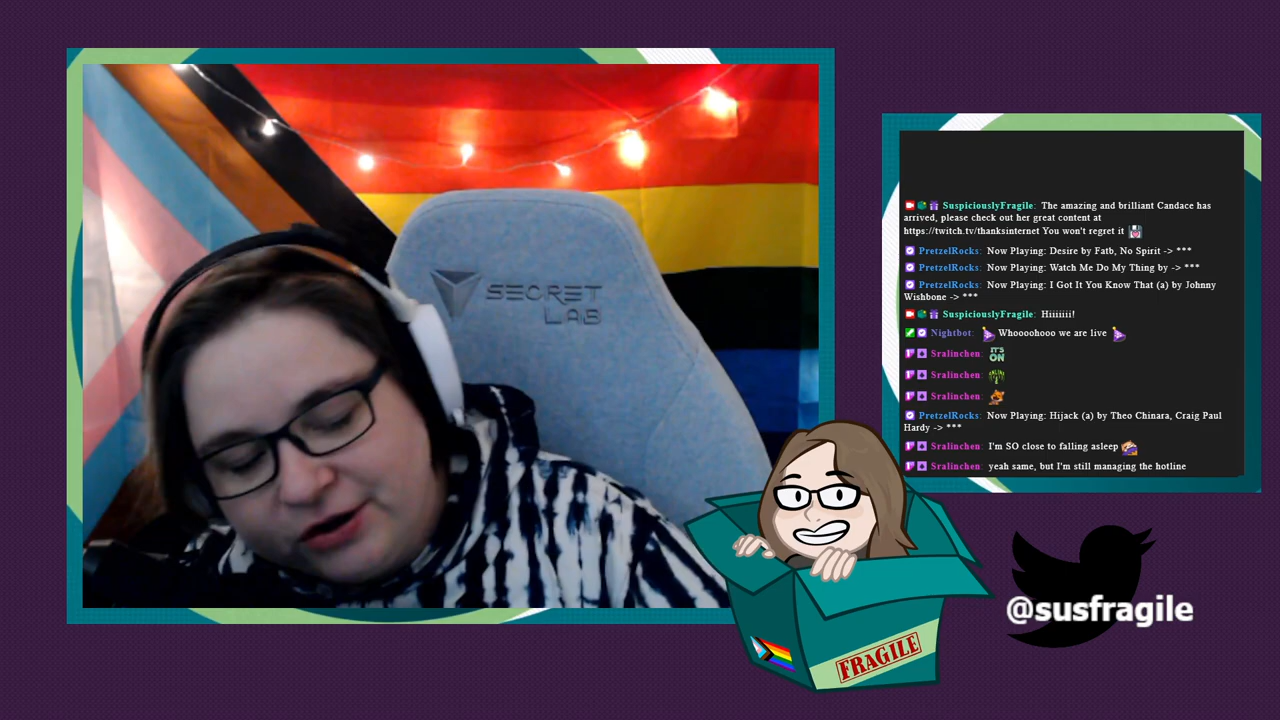 SECRET
LAB
SuspiciouslyFragile: The amazing and brilliant Candace has
arrived, please check out her great content at
https://twitch.tv/thanksinternet You won't regret it
PretzelRocks: Now Playing: Desire by Fatb, No Spirit -> ***
PretzelRocks: Now Playing: Watch Me Do My Thing by -> ***
PretzelRocks: Now Playing: I Got It You Know That (a) by Johnny
Wishbone -> ***
SuspiciouslyFragile: Hiiiiiii!
Nightbot: Whoooohooo we are live
Sralinchen: IT'S
ON
Sralinchen:
Sralinchen:
PretzelRocks: Now Playing: Hijack (a) by Theo Chinara, Craig Paul
Hardy -> ***
Sralinchen: I'm SO close to falling asleep
Sralinchen: yeah same, but I'm still managing the hotline
FRAGILE
@susfragile